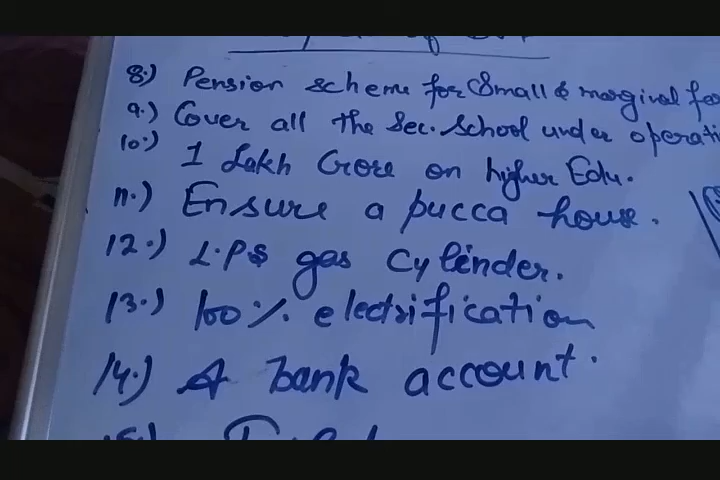 8.) Pension scheme for Small & marginal
9.) Cover all the Sec. School under
10.) 1 Lakh Crore on higher Edu.
11.) Ensure a pucca house.
12.) L.P.G gas Cylinder.
13.) 100% electrification
14.) A bank account.